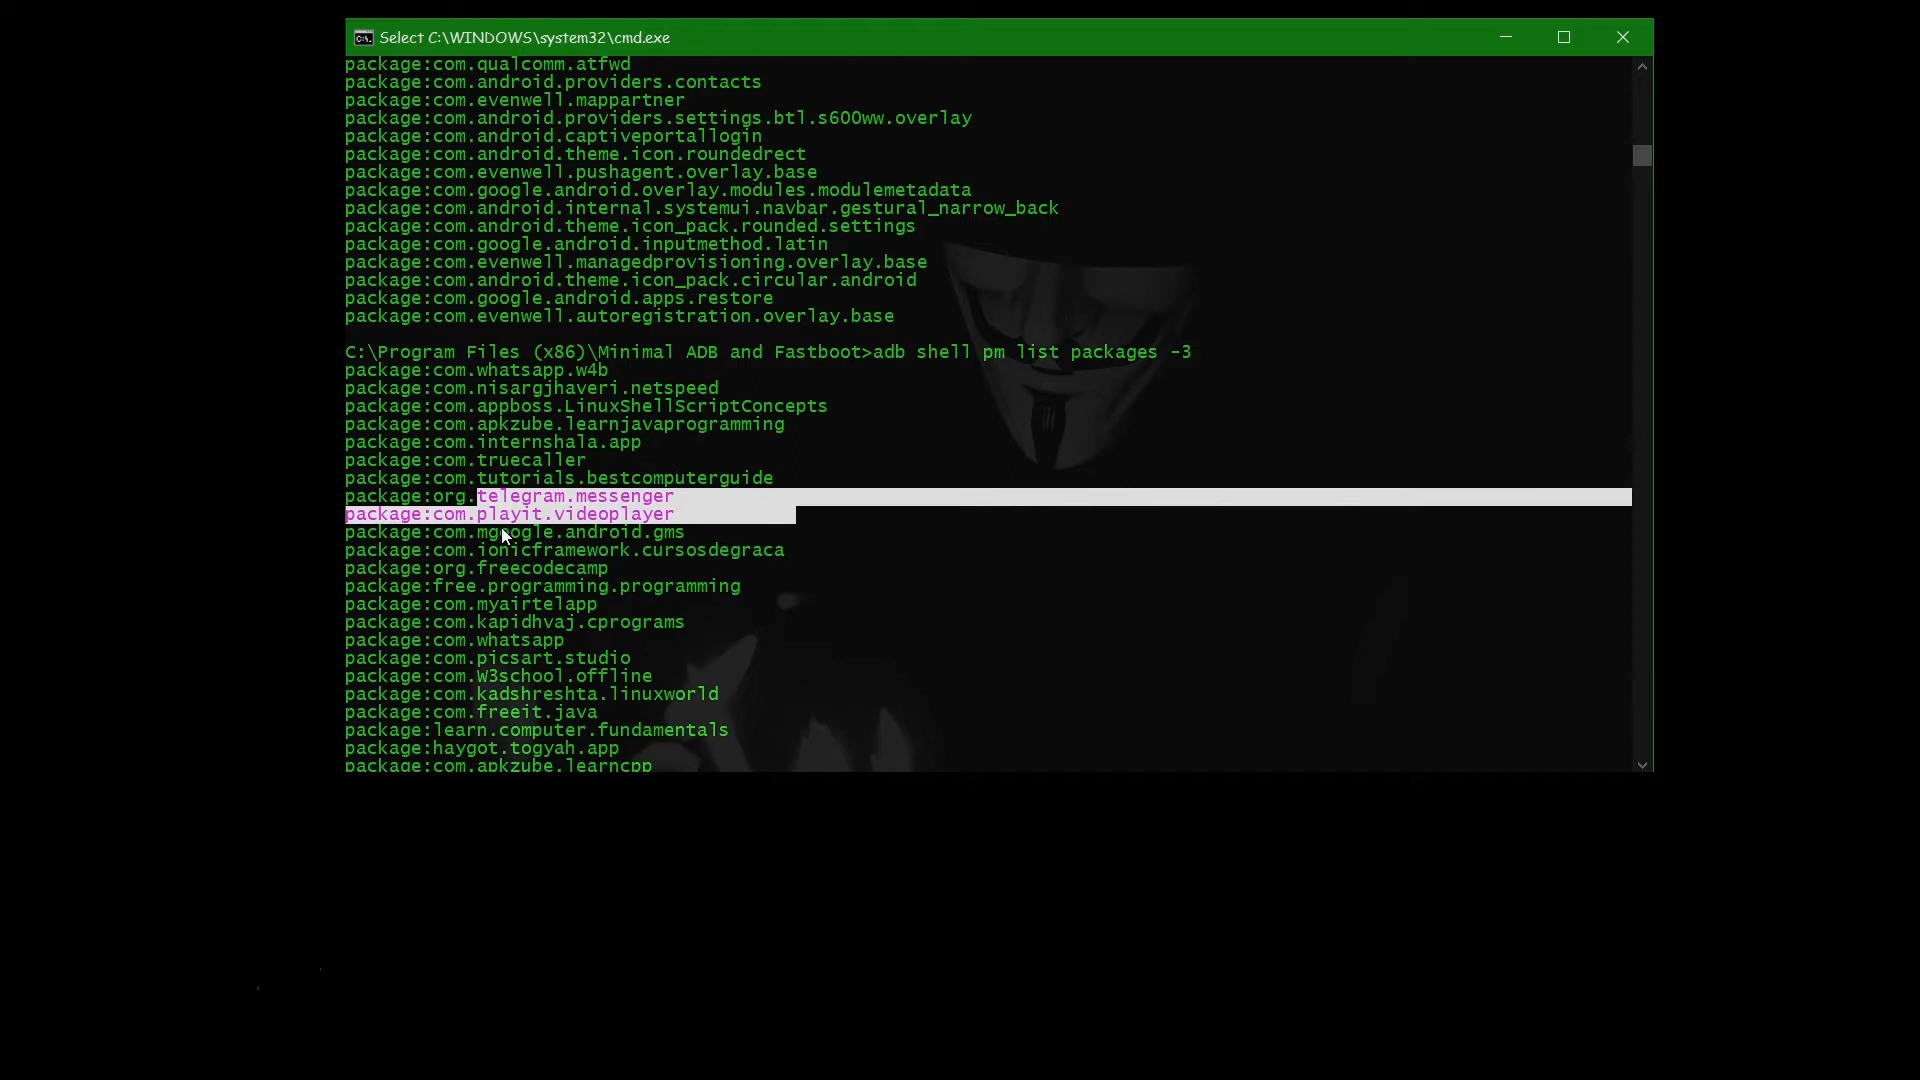 Select C:\WINDOWS\system32\cmd.exe
package:com.qualcomm.atfwd
package:com.android.providers.contacts
package:com.evenwell.mappartner
package:com.android.providers.settings.btl.s600ww.overlay
package:com.android.captiveportallogin
package:com.android.theme.icon.roundedrect
package:com.evenwell.pushagent.overlay.base
package:com.google.android.overlay.modules.modulemetadata
package:com.android.internal.systemui.navbar.gestural_narrow_back
package:com.android.theme.icon_pack.rounded.settings
package:com.google.android.inputmethod.latin
package:com.evenwell.managedprovisioning.overlay.base
package:com.android.theme.icon_pack.circular.android
package:com.google.android.apps.restore
package:com.evenwell.autoregistration.overlay.base
C:\Program Files (x86)\Minimal ADB and Fastboot>adb shell pm list packages -3
package:com.whatsapp.w4b
package:com.nisargjhaveri.netspeed
package:com.appboss.LinuxShellScriptConcepts
package:com.apkzube.learnjavaprogramming
package:com.internshala.app
package:com.truecaller
package:com.tutorials.bestcomputerguide
package:org.telegram.messenger
package:com.playit.videoplayer
package:com.mgoogle.android.gms
package:com.ionicframework.cursosdegraca
package:org.freecodecamp
package:free.programming.programming
package:com.myairtelapp
package:com.kapidhvaj.cprograms
package:com.whatsapp
package:com.picsart.studio
package:com.W3school.offline
package:com.kadshreshta.linuxworld
package:com.freeit.java
package:learn.computer.fundamentals
package:haygot.togyah.app
package:com.apkzube.learncpp